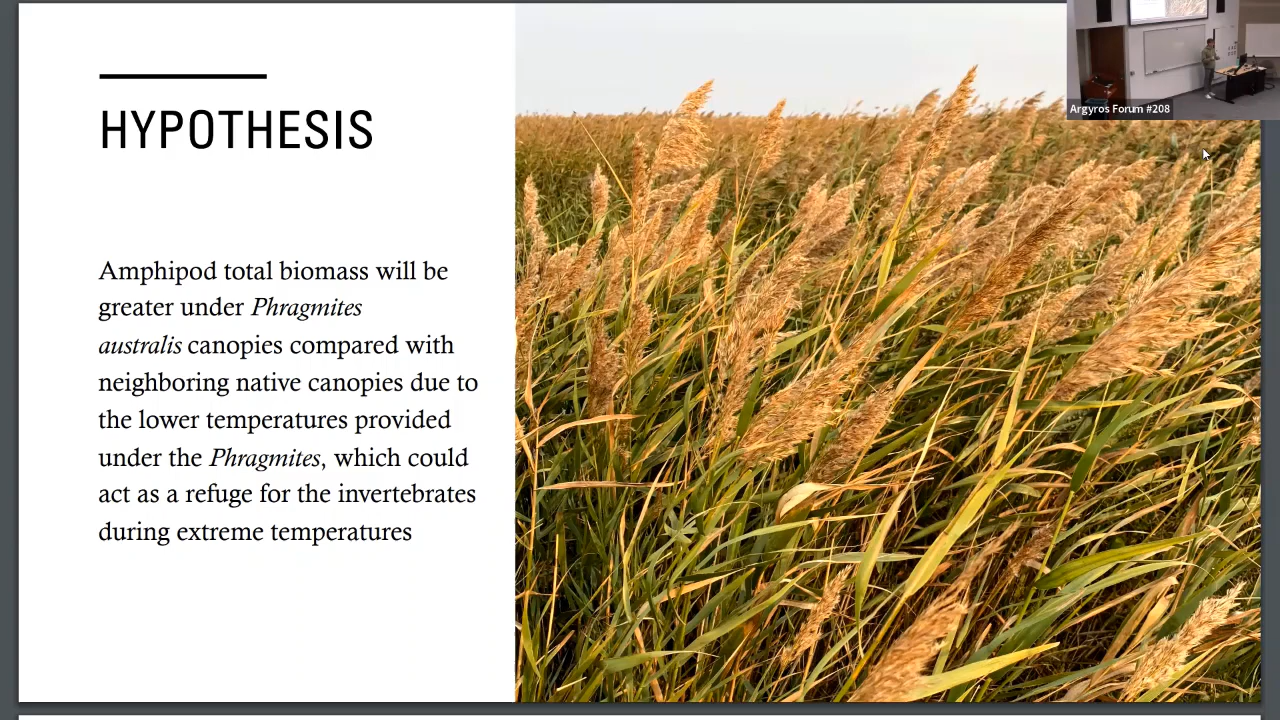 HYPOTHESIS
Amphipod total biomass will be
greater under Phragmites
australis canopies compared with
neighboring native canopies due to
the lower temperatures provided
under the Phragmites, which could
act as a refuge for the invertebrates
during extreme temperatures
Argyros Forum #208